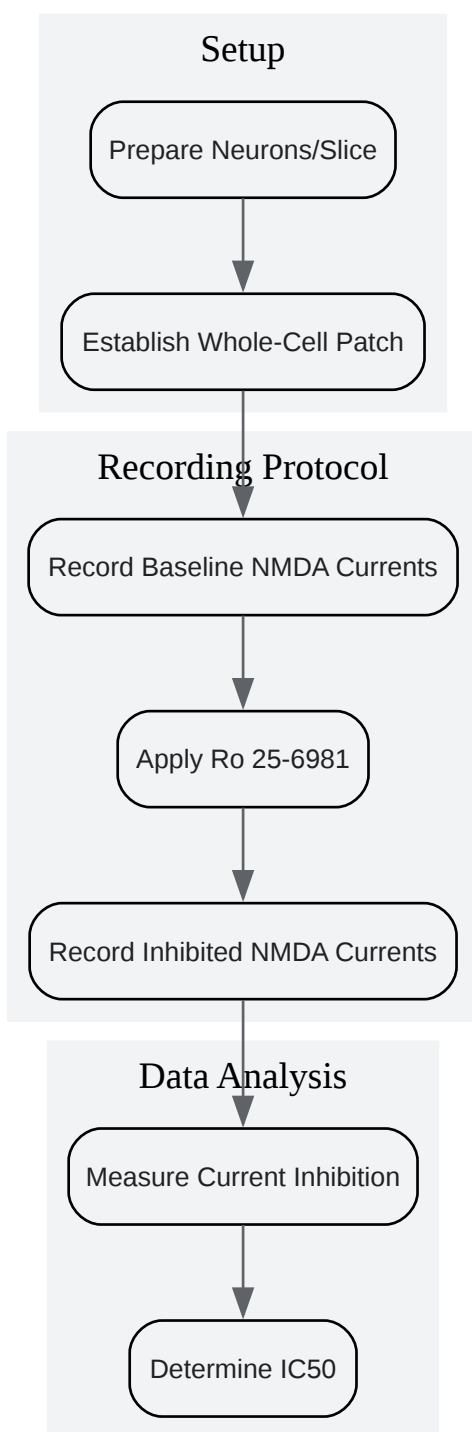 Setup
Prepare Neurons/Slice
Establish Whole-Cell Patch
Recording Protocol
Record Baseline NMDA Currents
Apply Ro 25-6981
Record Inhibited NMDA Currents
Data Analysis
Measure Current Inhibition
Determine IC50